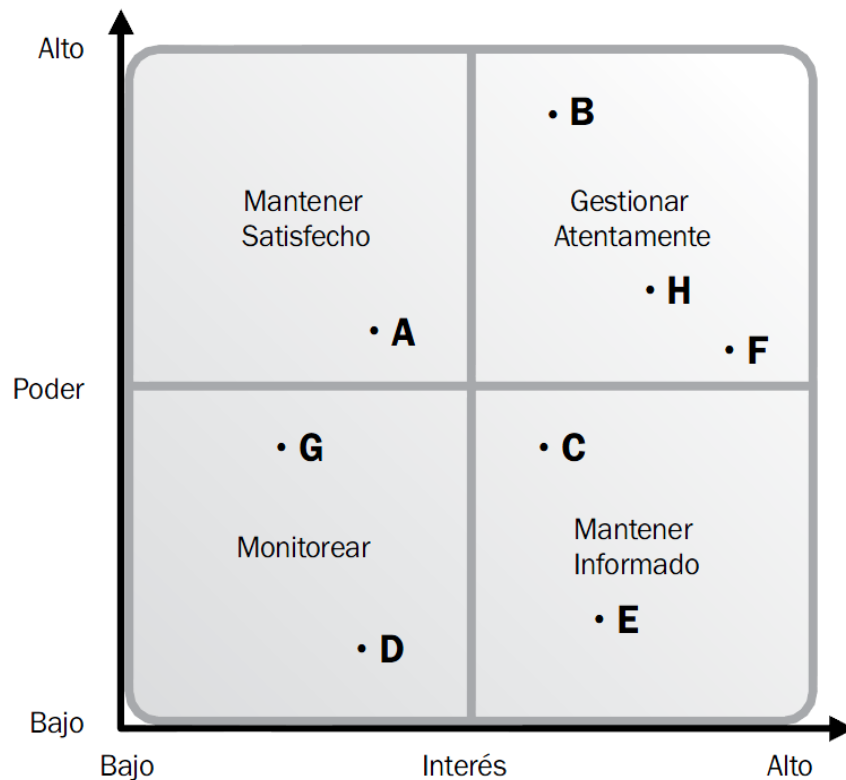 Alto
B
Mantener
Satisfecho
Gestionar
Atentamente
H
A
F
Poder
G
C
Monitorear
Mantener
Informado
E
D
Bajo
Bajo
Interés
Alto